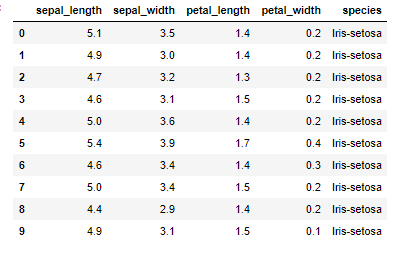 sepal_length sepal_width petal_length petal_width species
0 5.1 3.5 1.4 0.2 Iris-setosa
1 4.9 3.0 1.4 0.2 Iris-setosa
2 4.7 3.2 1.3 0.2 Iris-setosa
3 4.6 3.1 1.5 0.2 Iris-setosa
4 5.0 3.6 1.4 0.2 Iris-setosa
5 5.4 3.9 1.7 0.4 Iris-setosa
6 4.6 3.4 1.4 0.3 Iris-setosa
7 5.0 3.4 1.5 0.2 Iris-setosa
8 4.4 2.9 1.4 0.2 Iris-setosa
9 4.9 3.1 1.5 0.1 Iris-setosa